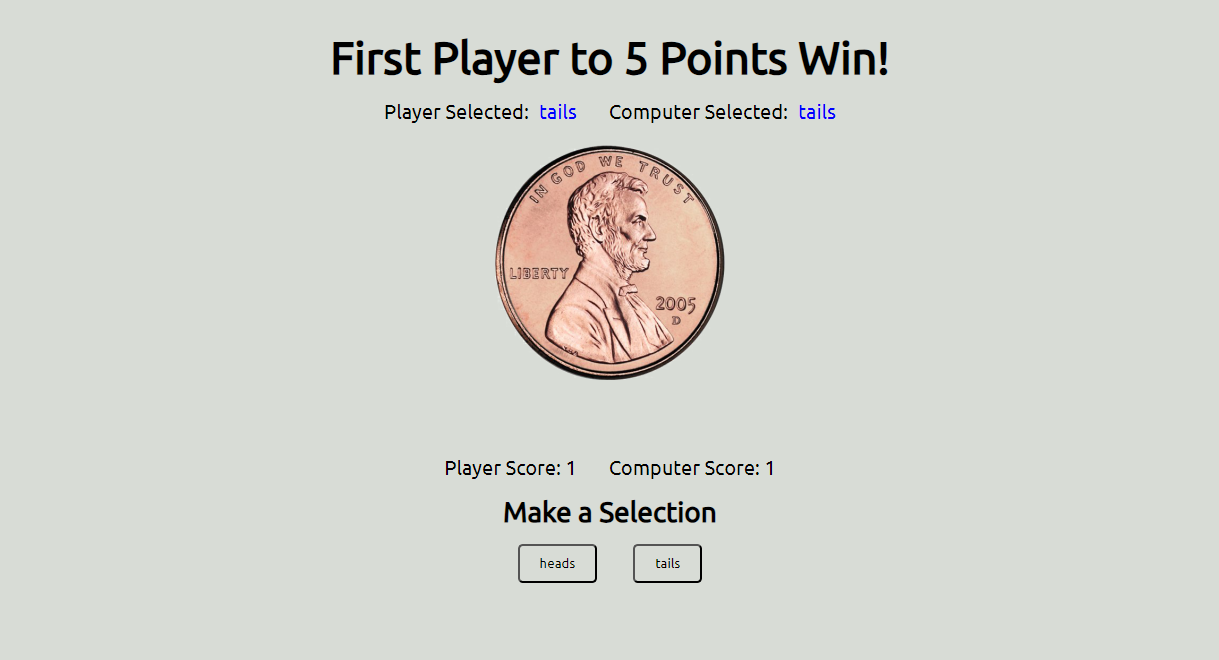 First Player to 5 Points Win!
Player Selected: tails Computer Selected: tails
IN GOD WE TRUST
LIBERTY
2005
D
Player Score: 1 Computer Score: 1
Make a Selection
heads tails